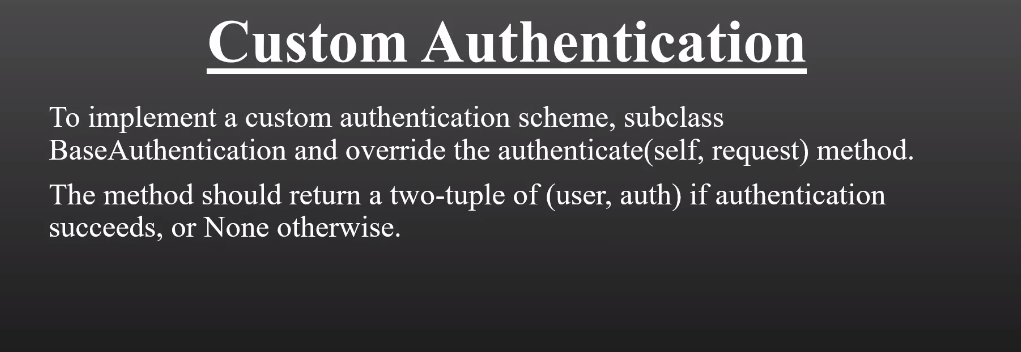 Custom Authentication
To implement a custom authentication scheme, subclass
BaseAuthentication and override the authenticate(self, request) method.
The method should return a two-tuple of (user, auth) if authentication
succeeds, or None otherwise.